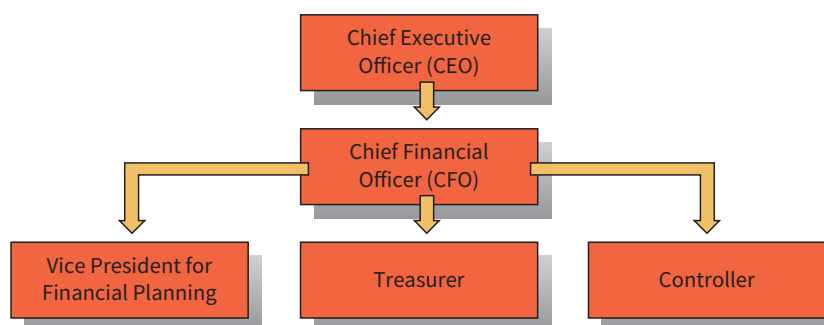 Chief Executive
Officer (CEO)
Chief Financial
Officer (CFO)
Vice President for
Financial Planning
Treasurer
Controller